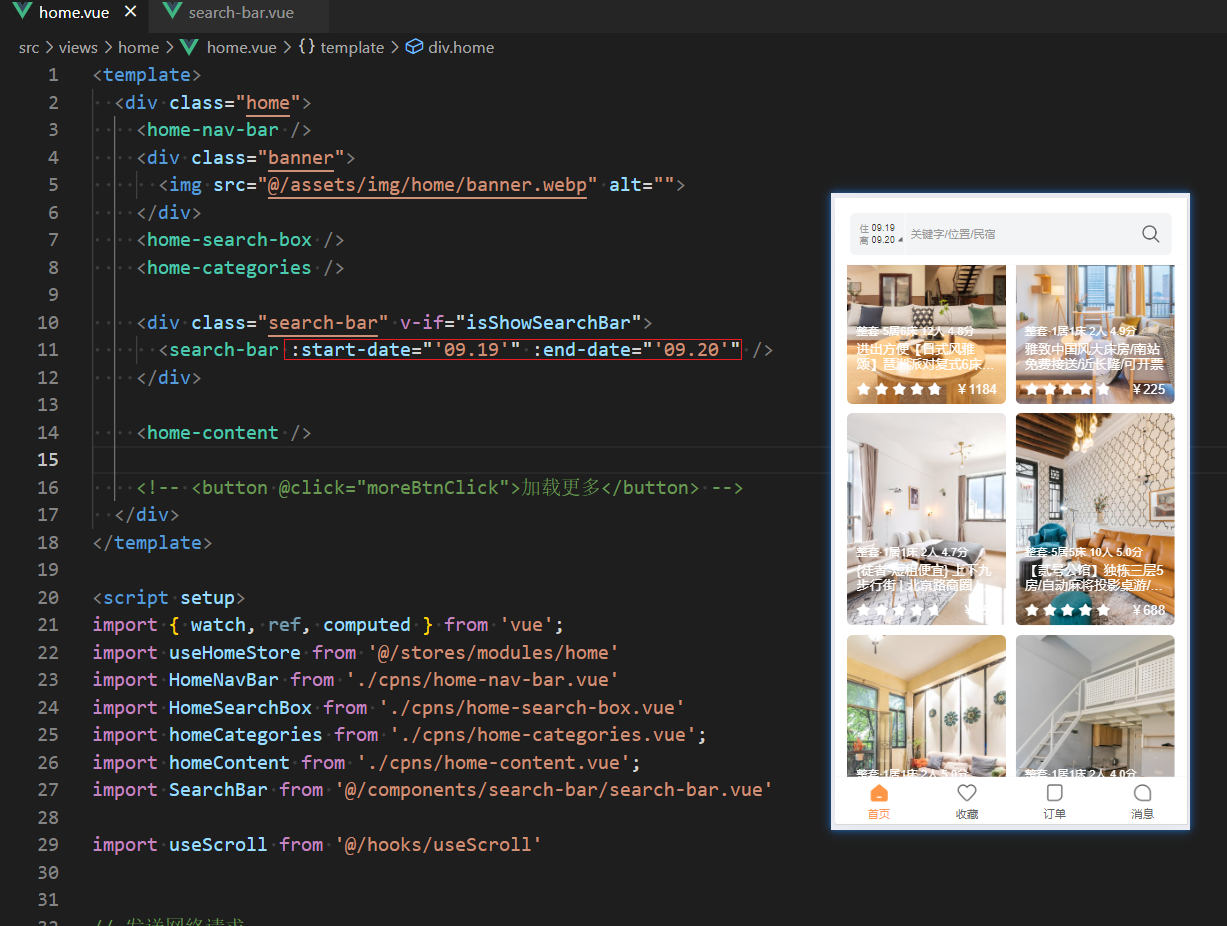 home.vue × search-bar.vue
src > views > home > home.vue > {} template > div.home
1 <template>
2 <div class="home">
3 <home-nav-bar />
4 <div class="banner">
5 <img src="@/assets/img/home/banner.webp" alt="">
6 </div>
7 <home-search-box />
8 <home-categories />
9
10 <div class="search-bar" v-if="isShowSearchBar">
11 <search-bar :start-date="'09.19'" :end-date="'09.20'" />
12 </div>
13
14 <home-content />
15
16 <!-- <button @click="moreBtnClick">加载更多</button> -->
17 </div>
18 </template>
19
20 <script setup>
21 import { watch, ref, computed } from 'vue';
22 import useHomeStore from '@/stores/modules/home'
23 import HomeNavBar from './cpns/home-nav-bar.vue'
24 import HomeSearchBox from './cpns/home-search-box.vue'
25 import homeCategories from './cpns/home-categories.vue';
26 import homeContent from './cpns/home-content.vue';
27 import SearchBar from '@/components/search-bar/search-bar.vue'
28
29 import useScroll from '@/hooks/useScroll'
30
31
32 // 发送网络请求
住 09.19
离 09.20
关键字/位置/民宿
整套·5居6床·12人·4.8分
进出方便【日式风雅
颂】琶洲派对复式6床...
￥1184
整套·1居1床·2人·4.9分
雅致中国风大床房/南站
免费接送/近长隆/可开票
￥225
整套·1居1床·2人·4.7分
步行街 | 北京路商圈
整套·5居5床·10人·5.0分
【贰号公馆】独栋三层5
房/自动麻将投影桌游/...
￥688
整套·1居1床·2人·5.0分
整套·1居1床·2人·4.0分
首页
收藏
订单
消息